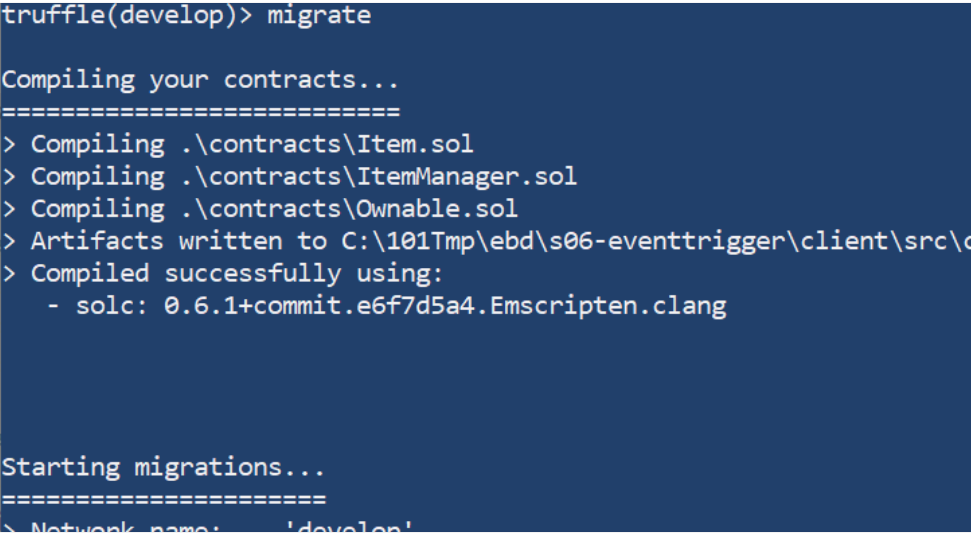 truffle(develop)> migrate
Compiling your contracts...
===========================
> Compiling .\contracts\Item.sol
> Compiling .\contracts\ItemManager.sol
> Compiling .\contracts\Ownable.sol
> Artifacts written to C:\101Tmp\ebd\s06-eventtrigger\client\src\c
> Compiled successfully using:
- solc: 0.6.1+commit.e6f7d5a4.Emscripten.clang
Starting migrations...
======================
> Network name: 'develop'